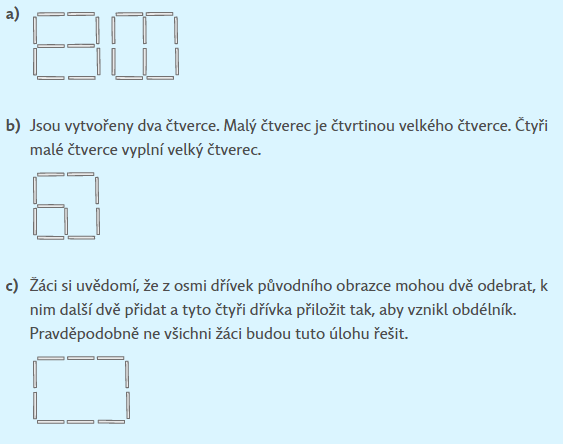 a)
b) Jsou vytvořeny dva čtverce. Malý čtverec je čtvrtinou velkého čtverce. Čtyři
malé čtverce vyplní velký čtverec.
c) Žáci si uvědomí, že z osmi dřívek původního obrazce mohou dvě odebrat, k
nim další dvě přidat a tyto čtyři dřívka přiložit tak, aby vznikl obdélník.
Pravděpodobně ne všichni žáci budou tuto úlohu řešit.